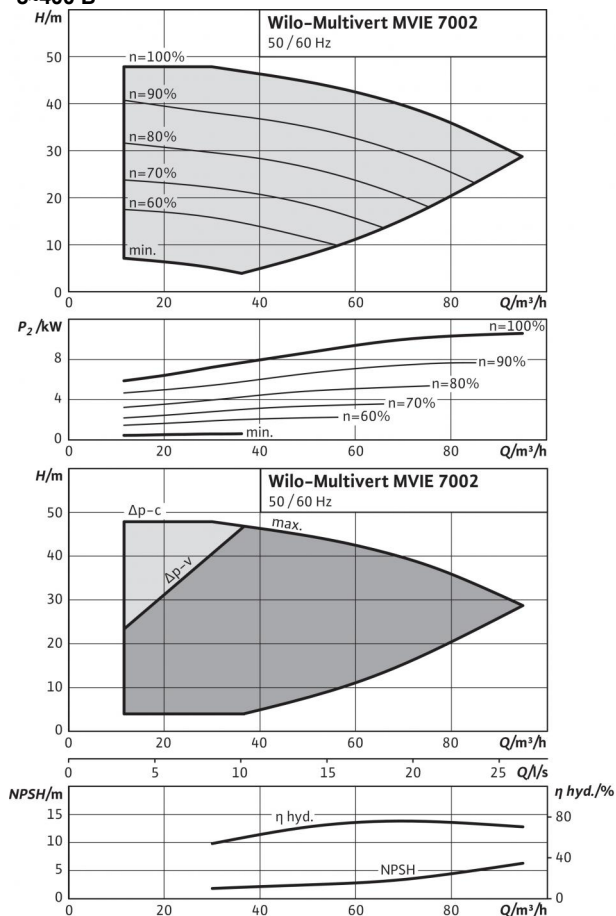 H/m
Wilo-Multivert MVIE 7002
50 / 60 Hz
50
40
30
20
10
0
n=100%
n=90%
n=80%
n=70%
n=60%
min.
0 20 40 60 80 Q/m³/h
P₂ /kW
8
4
0
n=100%
n=90%
n=80%
n=70%
n=60%
min.
0 20 40 60 80 Q/m³/h
H/m
Wilo-Multivert MVIE 7002
50 / 60 Hz
50
40
30
20
10
0
Δp-c
max.
Δp-v
0 20 40 60 80 Q/m³/h
0 5 10 15 20 25 Q/l/s
NPSH/m
η hyd./%
15
10
5
0
80
40
0
η hyd.
NPSH
0 20 40 60 80 Q/m³/h